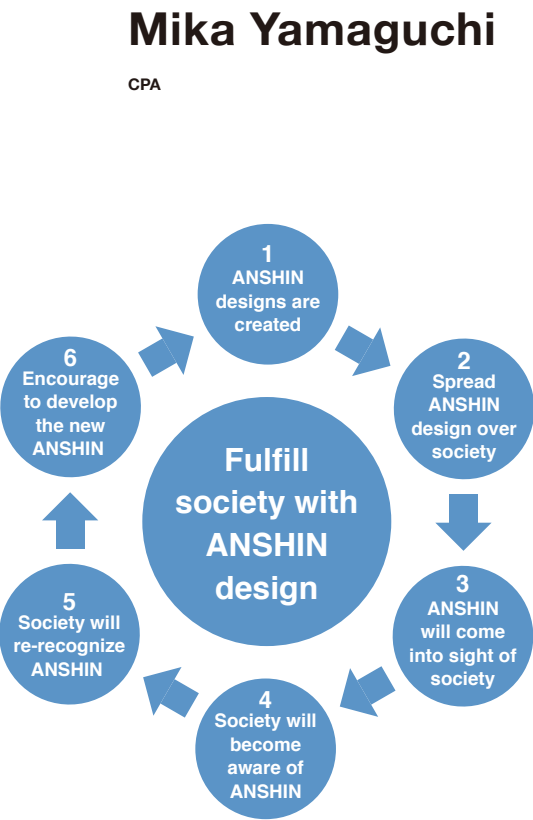 Mika Yamaguchi
CPA
1
ANSHIN
designs are
created
2
Spread
ANSHIN
design over
society
3
ANSHIN
will come
into sight of
society
4
Society will
become
aware of
ANSHIN
5
Society will
re-recognize
ANSHIN
6
Encourage
to develop
the new
ANSHIN
Fulfill
society with
ANSHIN
design